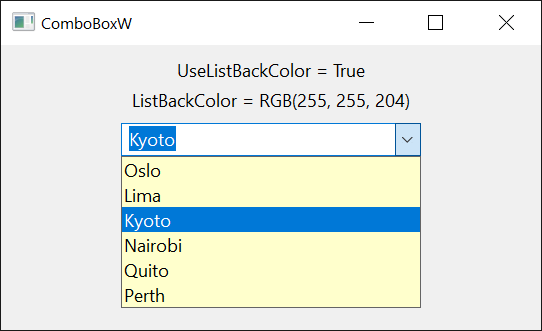 ComboBoxW
UseListBackColor = True
ListBackColor = RGB(255, 255, 204)
Kyoto
Oslo
Lima
Kyoto
Nairobi
Quito
Perth